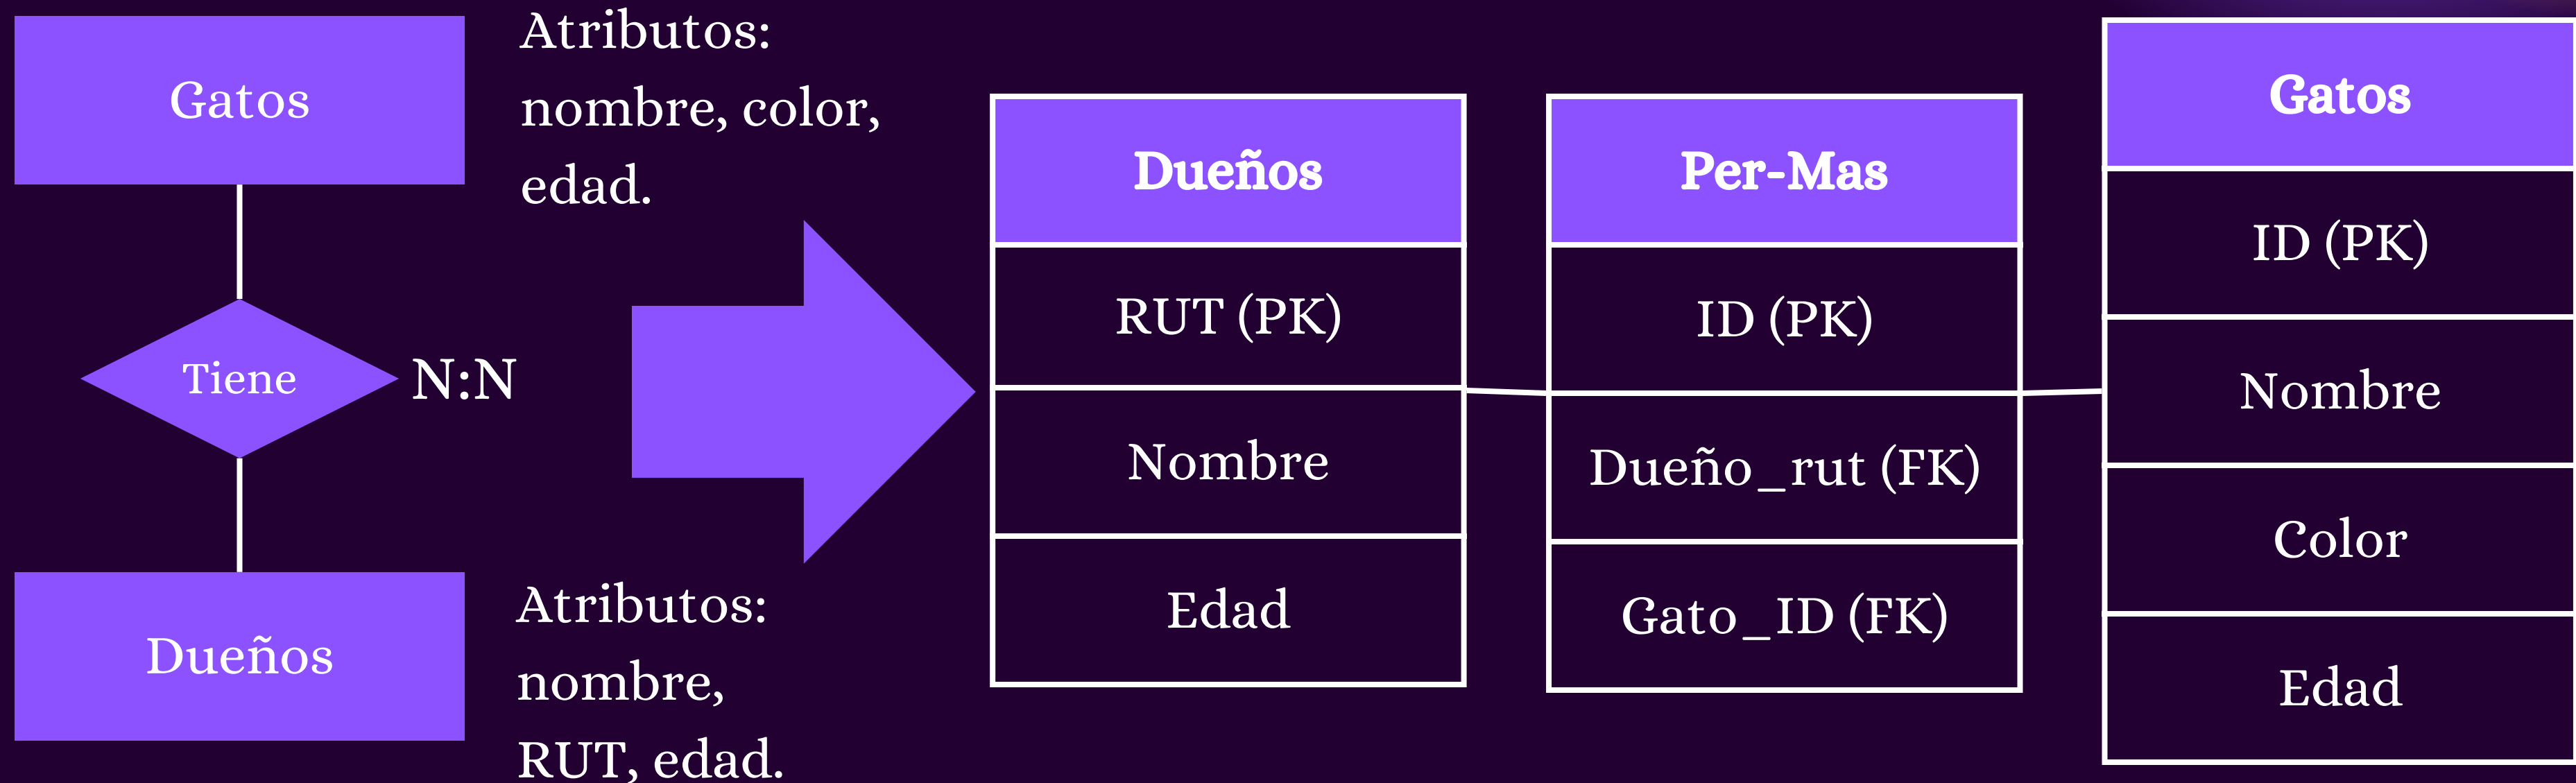 Gatos
Atributos:
nombre, color,
edad.
Tiene
N:N
Dueños
Atributos:
nombre,
RUT, edad.
Dueños
RUT (PK)
Nombre
Edad
Per-Mas
ID (PK)
Dueño_rut (FK)
Gato_ID (FK)
Gatos
ID (PK)
Nombre
Color
Edad